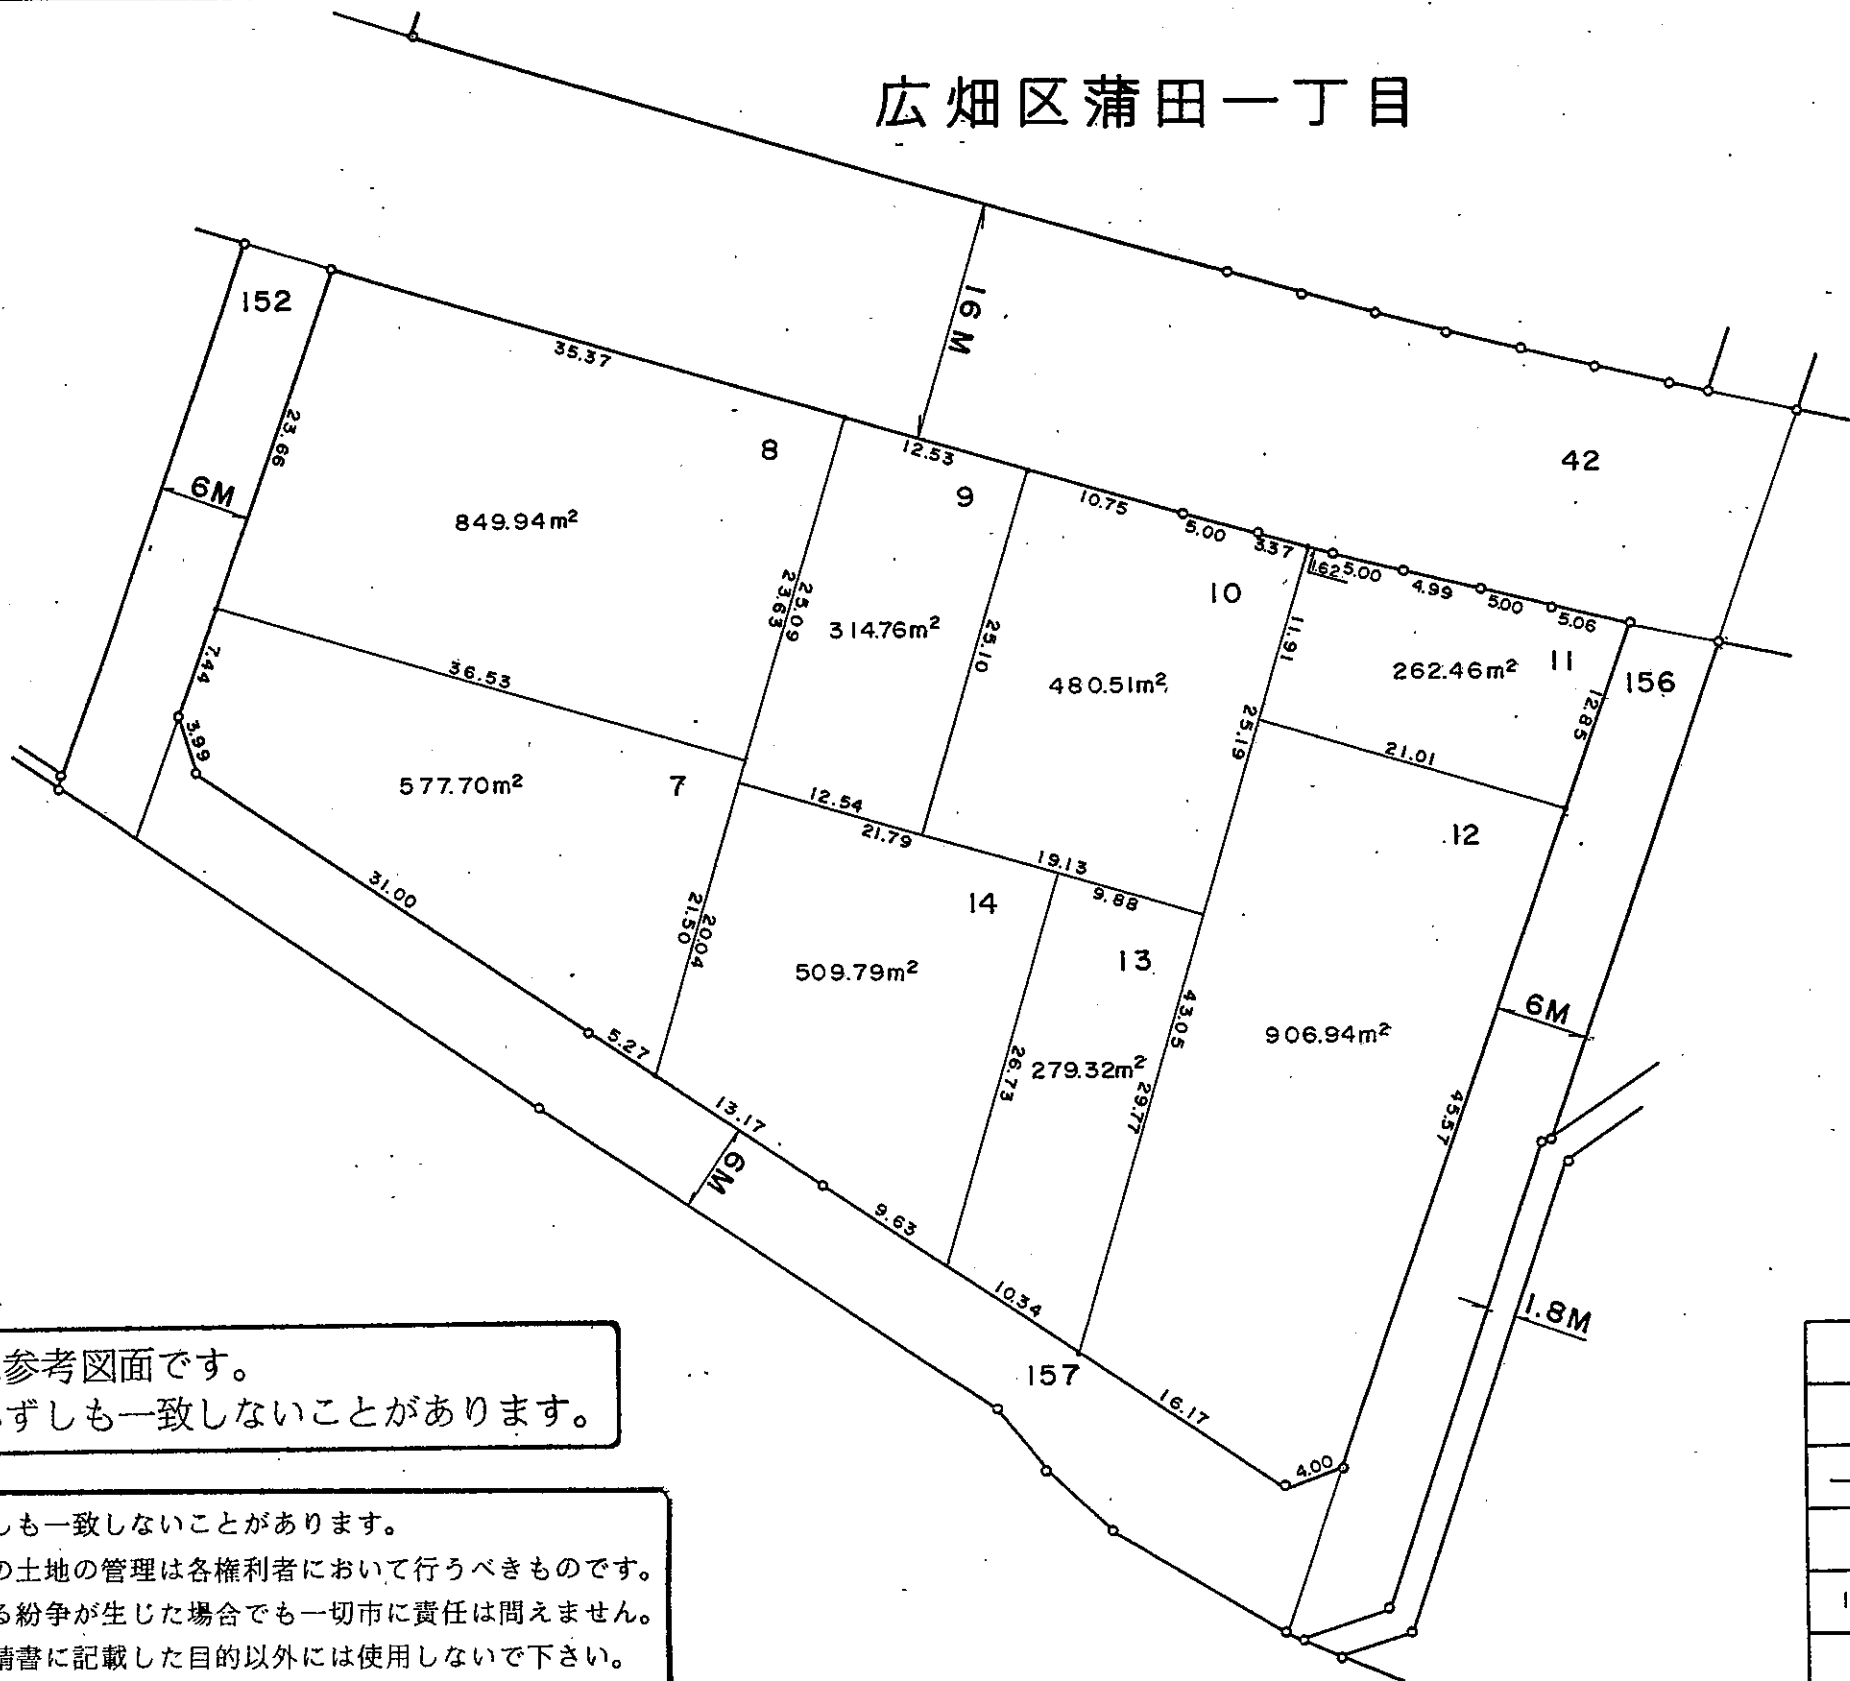 広畑区蒲田一丁目
152
16M
35.37
23.66
8
12.53
42
6M
9
849.94m²
10.75
5.00
3.37
1.62
5.00
4.99
5.00
5.06
10
23.63
25.09
314.76m²
25.10
11.91
11
262.46m²
156
7.44
36.53
480.51m²
12.85
3.99
25.19
21.01
577.70m²
7
12.54
21.79
12
19.13
9.88
31.00
14
21.50
20.04
13
509.79m²
43.05
6M
906.94m²
26.73
279.32m²
29.77
5.27
13.17
45.57
6M
9.63
10.34
1.8M
157
16.17
4.00
参考図面です。
ずしも一致しないことがあります。
しも一致しないことがあります。
の土地の管理は各権利者において行うべきものです。
る紛争が生じた場合でも一切市に責任は問えません。
請書に記載した目的以外には使用しないで下さい。